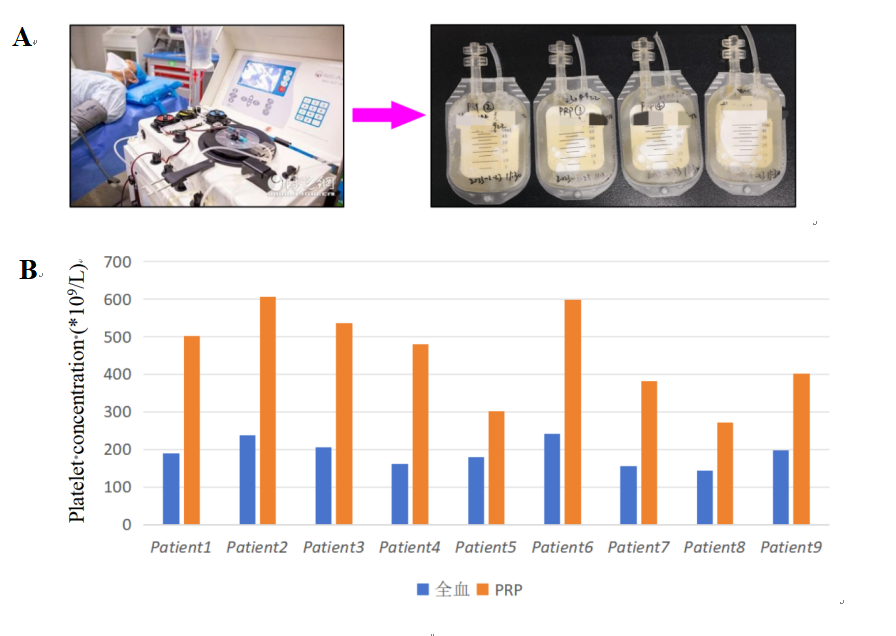 A
PRP①
B
Platelet concentration (*10⁹/L)
700
600
500
400
300
200
100
0
Patient1 Patient2 Patient3 Patient4 Patient5 Patient6 Patient7 Patient8 Patient9
全血 PRP